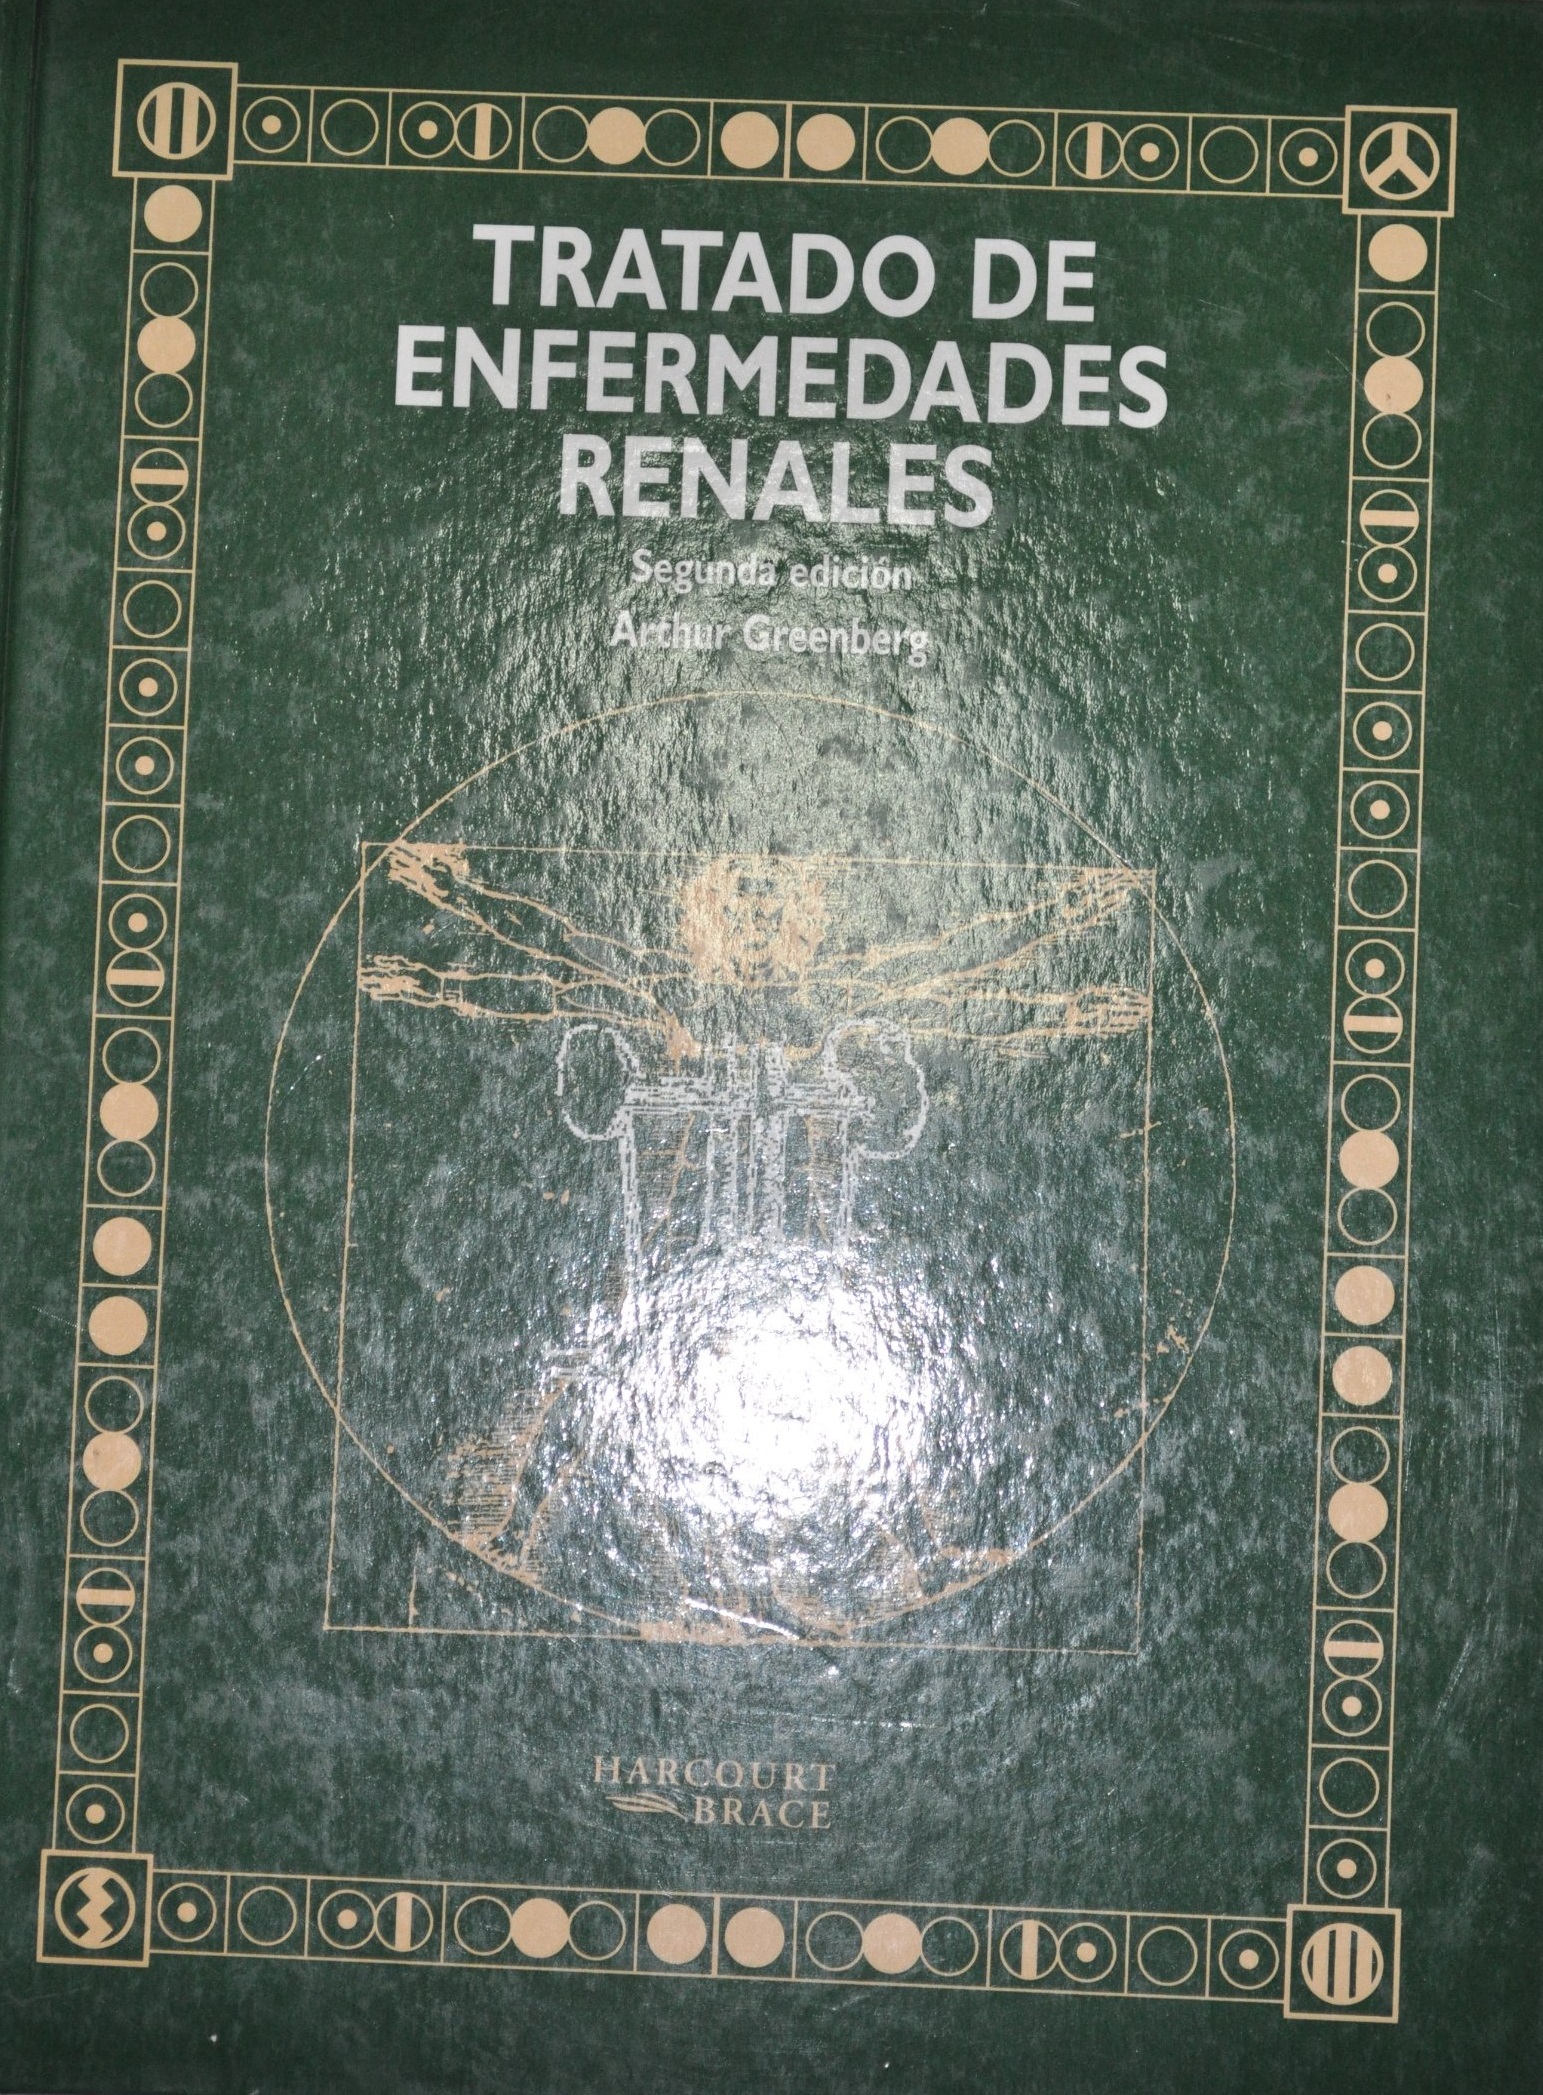 TRATADO DE
ENFERMEDADES
RENALES
Segunda edición
Arthur Greenberg
HARCOURT
BRACE